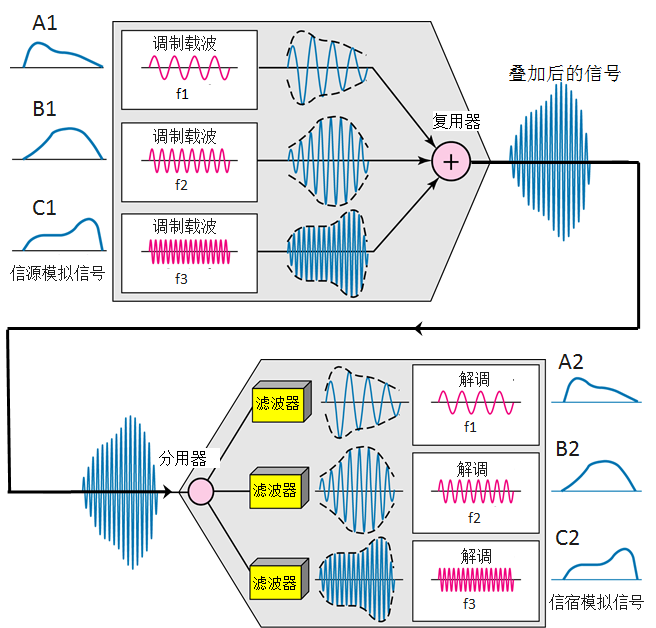 A1
调制载波
f1
B1
调制载波
f2
C1
调制载波
f3
信源模拟信号
复用器
叠加后的信号
分用器
滤波器
解调
f1
A2
滤波器
解调
f2
B2
滤波器
解调
f3
C2
信宿模拟信号